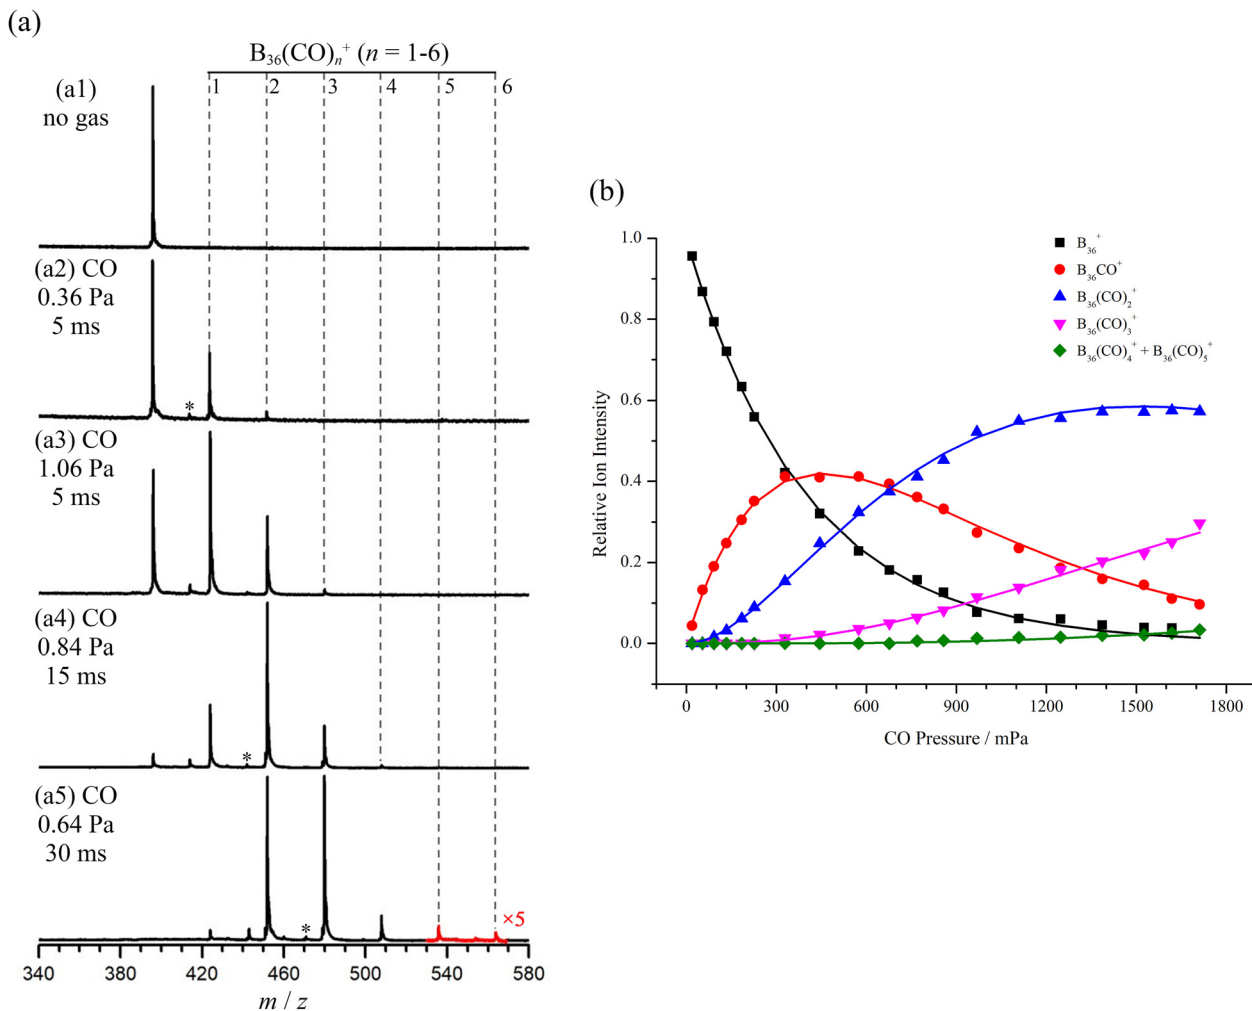 (a)
B₃₆(CO)ₙ⁺ (n = 1-6)
1 2 3 4 5 6
(a1)
no gas
(a2) CO
0.36 Pa
5 ms
*
(a3) CO
1.06 Pa
5 ms
(a4) CO
0.84 Pa
15 ms
*
(a5) CO
0.64 Pa
30 ms
*
×5
340 380 420 460 500 540 580
m / z
(b)
1.0
0.8
0.6
0.4
0.2
0.0
Relative Ion Intensity
B₃₆⁺
B₃₆CO⁺
B₃₆(CO)₂⁺
B₃₆(CO)₃⁺
B₃₆(CO)₄⁺ + B₃₆(CO)₅⁺
0 300 600 900 1200 1500 1800
CO Pressure / mPa